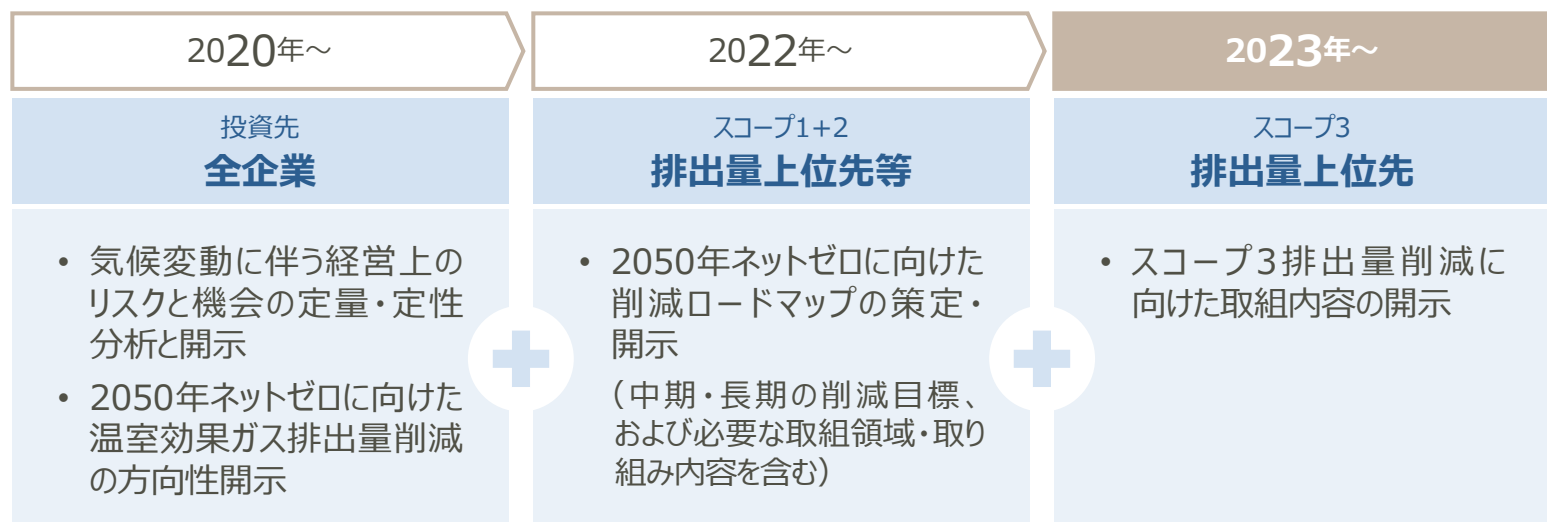 2020年～
2022年～
2023年～
投資先
全企業
スコープ1+2
排出量上位先等
スコープ3
排出量上位先
• 気候変動に伴う経営上の
リスクと機会の定量・定性
分析と開示
• 2050年ネットゼロに向けた
温室効果ガス排出量削減
の方向性開示
• 2050年ネットゼロに向けた
削減ロードマップの策定・
開示
（中期・長期の削減目標、
および必要な取組領域・取り
組み内容を含む）
• スコープ3排出量削減に
向けた取組内容の開示